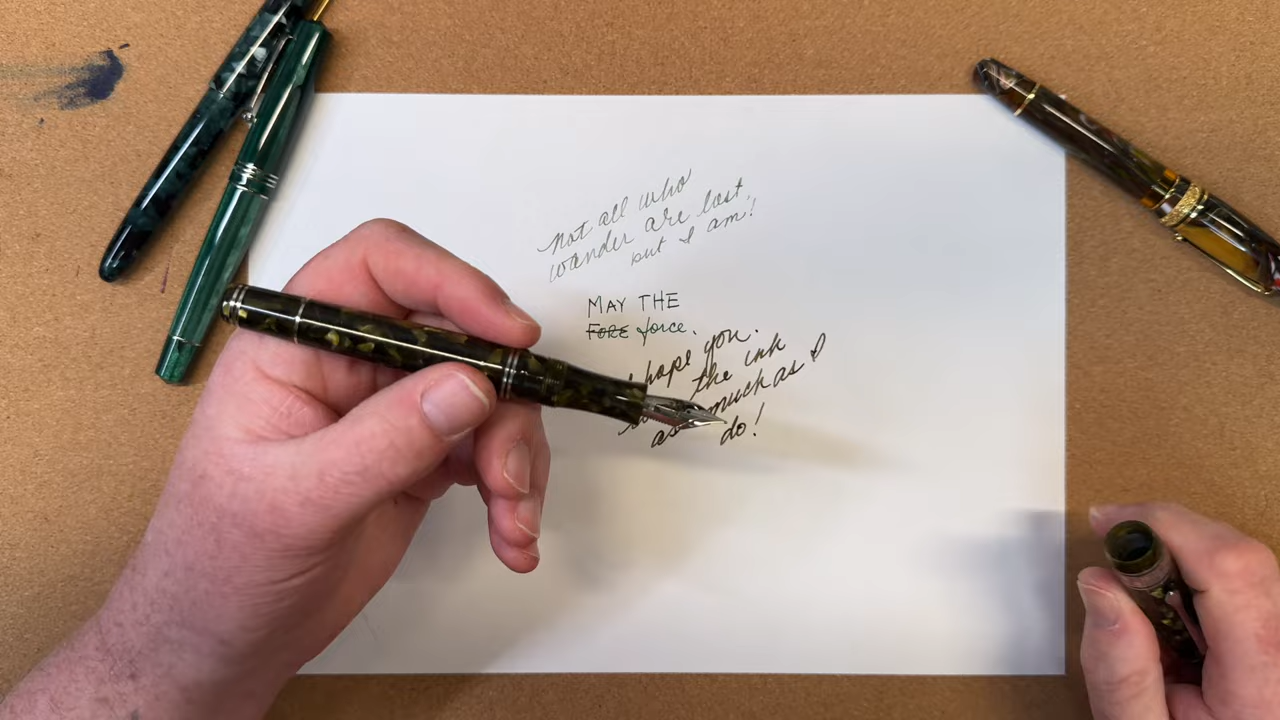 not all who
wander are lost,
but I am!
MAY THE
FORE force.
hope you.
the ink
as much as I
do!